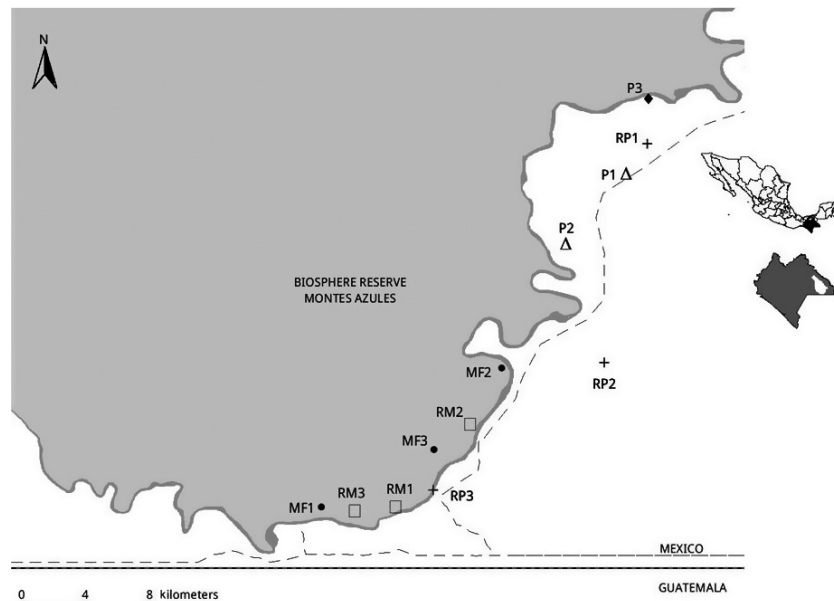 N
P3
RP1
P1
P2
BIOSPHERE RESERVE
MONTES AZULES
MF2
RP2
RM2
MF3
RP3
RM1
RM3
MF1
MEXICO
GUATEMALA
0 4 8 kilometers